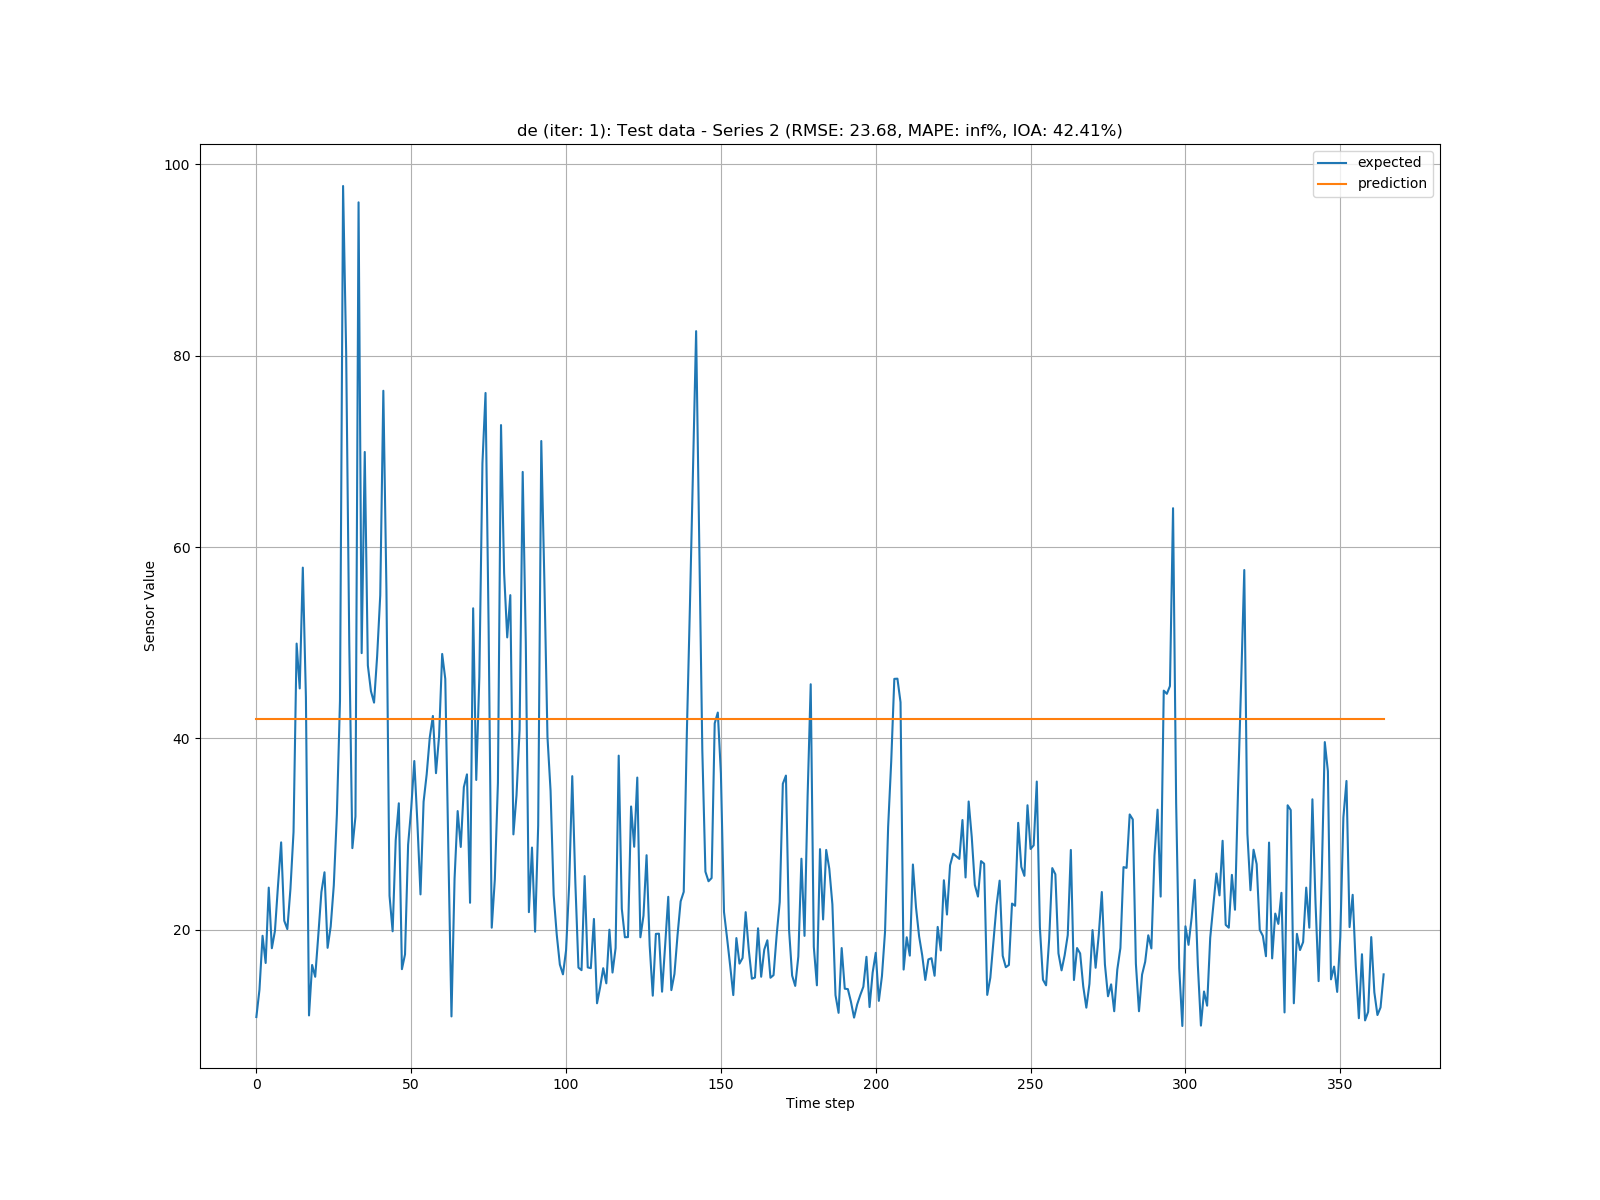 de (iter: 1): Test data - Series 2 (RMSE: 23.68, MAPE: inf%, IOA: 42.41%)
expected
prediction
100
80
60
40
20
Sensor Value
0 50 100 150 200 250 300 350
Time step